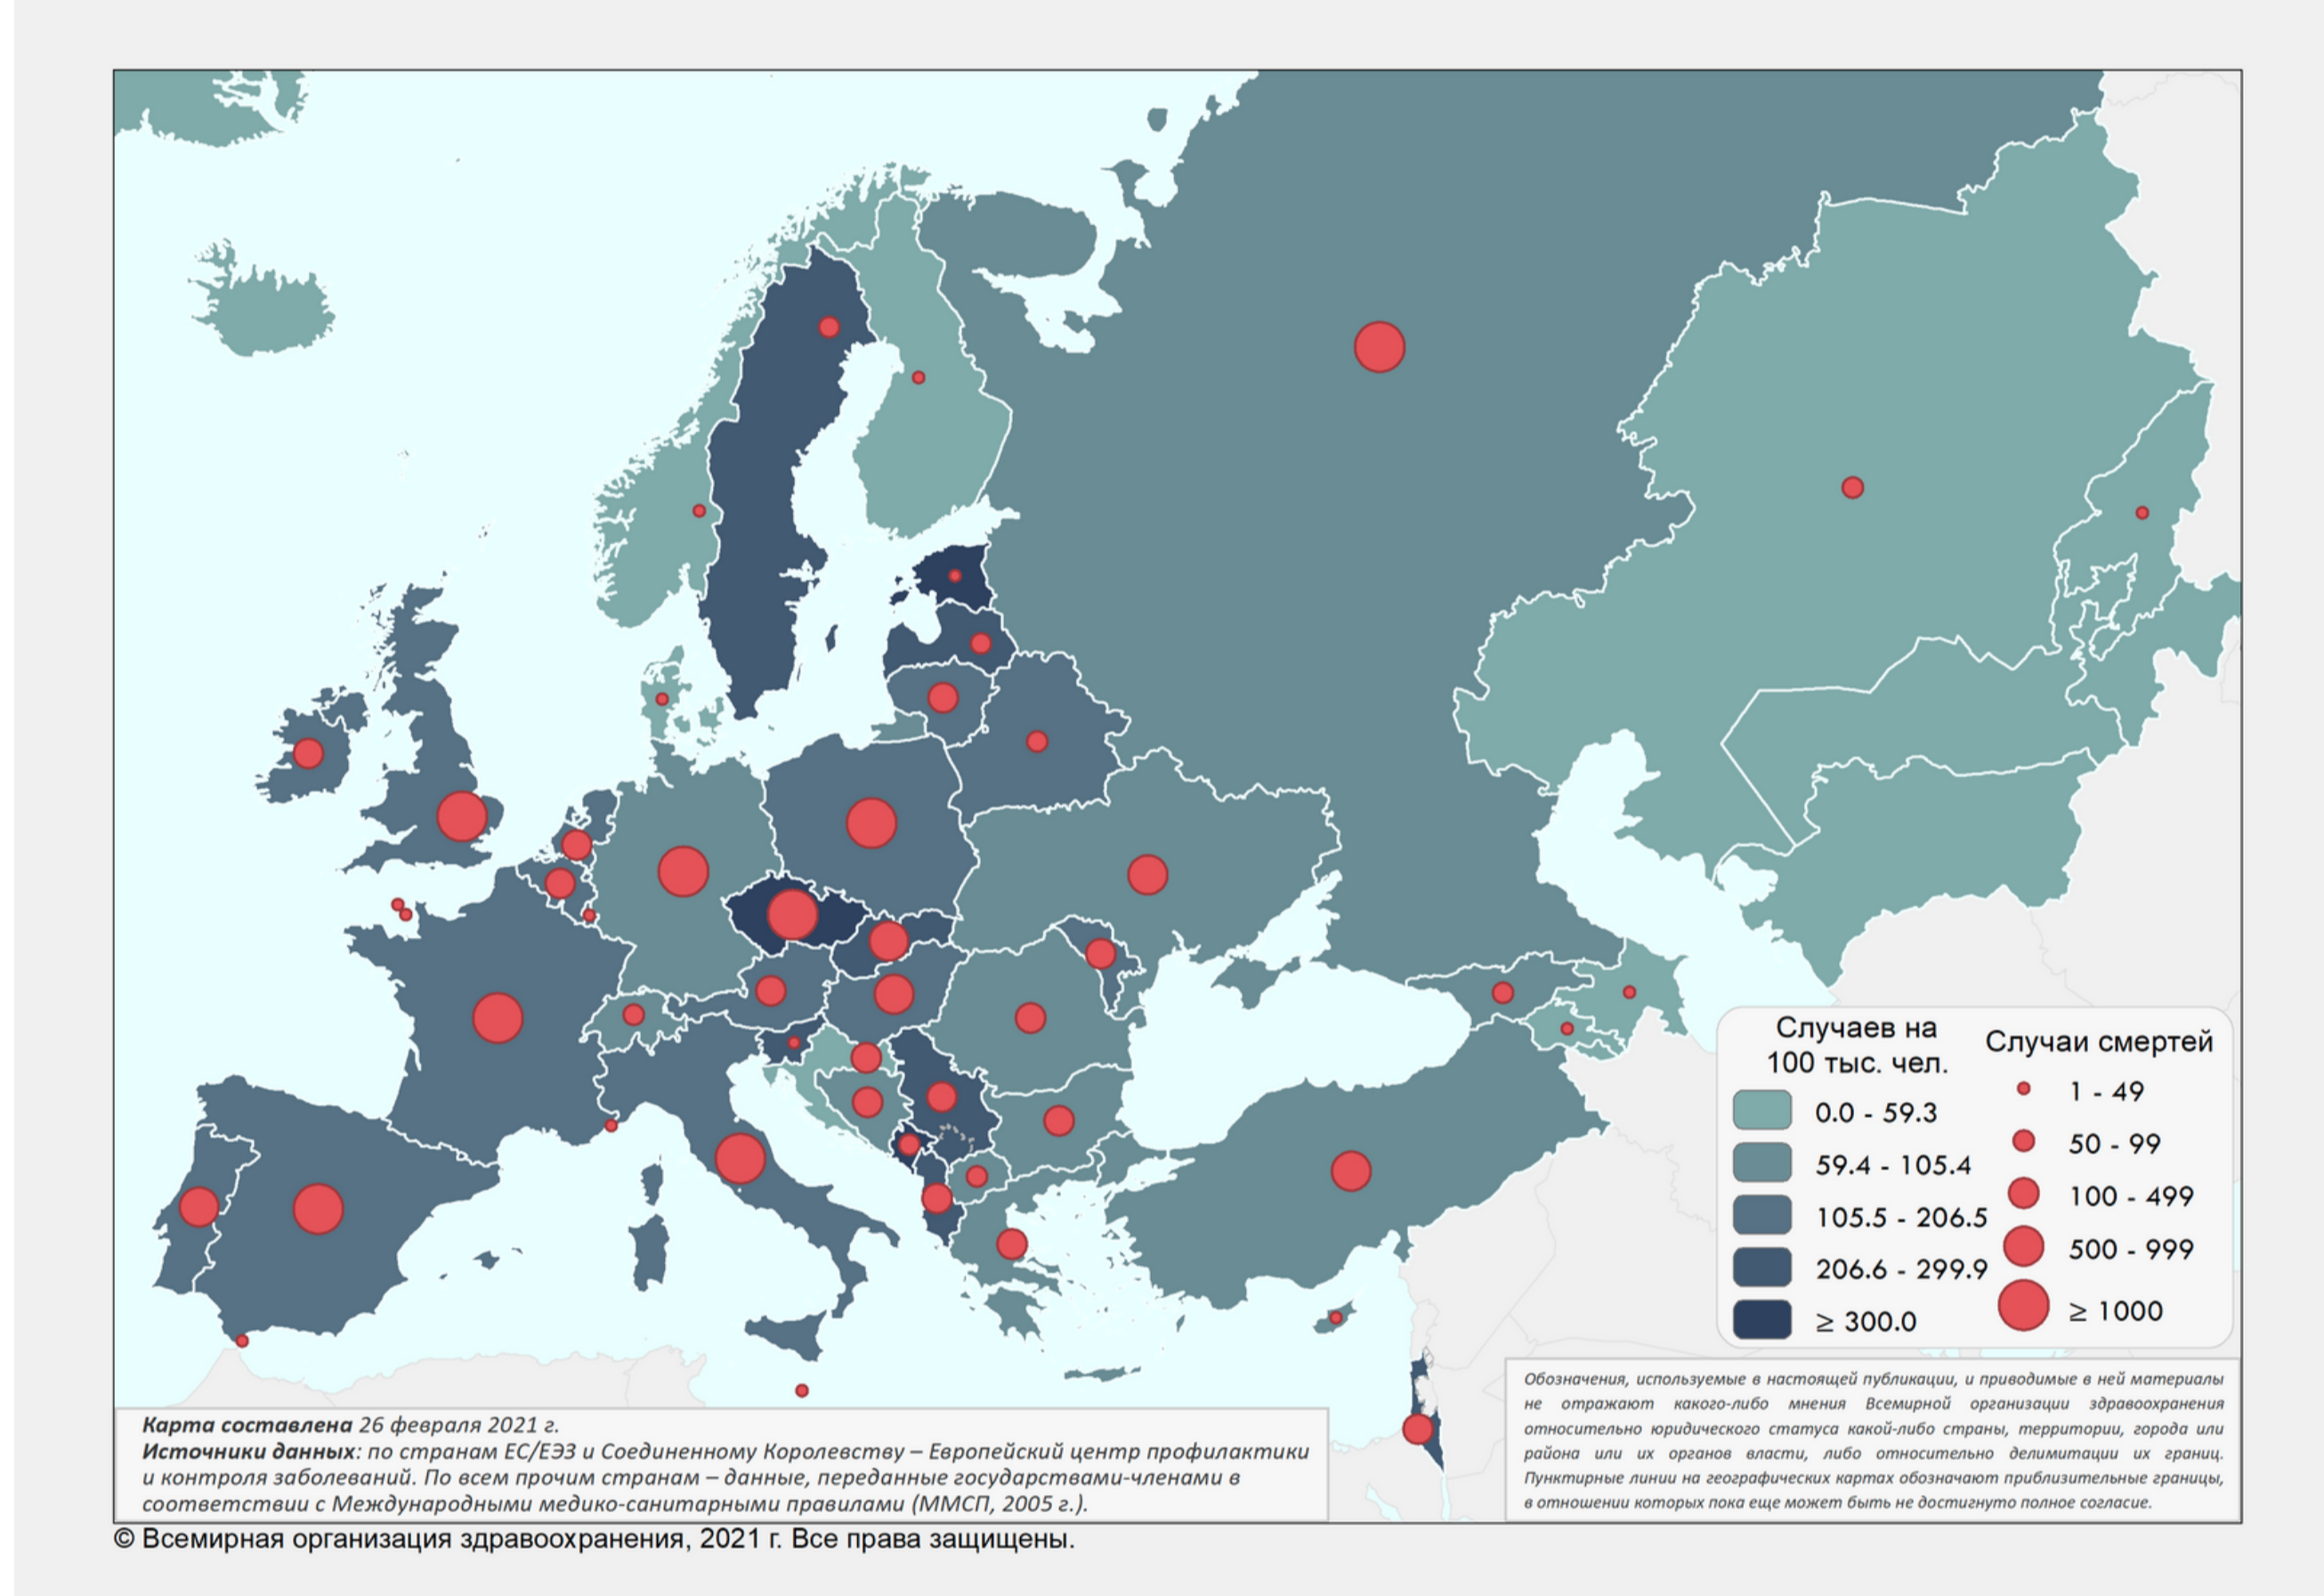 Случаев на
100 тыс. чел.
0.0 - 59.3
59.4 - 105.4
105.5 - 206.5
206.6 - 299.9
≥ 300.0
Случаи смертей
1 - 49
50 - 99
100 - 499
500 - 999
≥ 1000
Обозначения, используемые в настоящей публикации, и приводимые в ней материалы
не отражают какого-либо мнения Всемирной организации здравоохранения
относительно юридического статуса какой-либо страны, территории, города или
района или их органов власти, либо относительно делимитации их границ.
Пунктирные линии на географических картах обозначают приблизительные границы,
в отношении которых пока еще может быть не достигнуто полное согласие.
Карта составлена 26 февраля 2021 г.
Источники данных: по странам ЕС/ЕЭЗ и Соединенному Королевству – Европейский центр профилактики
и контроля заболеваний. По всем прочим странам – данные, переданные государствами-членами в
соответствии с Международными медико-санитарными правилами (ММСП, 2005 г.).
© Всемирная организация здравоохранения, 2021 г. Все права защищены.